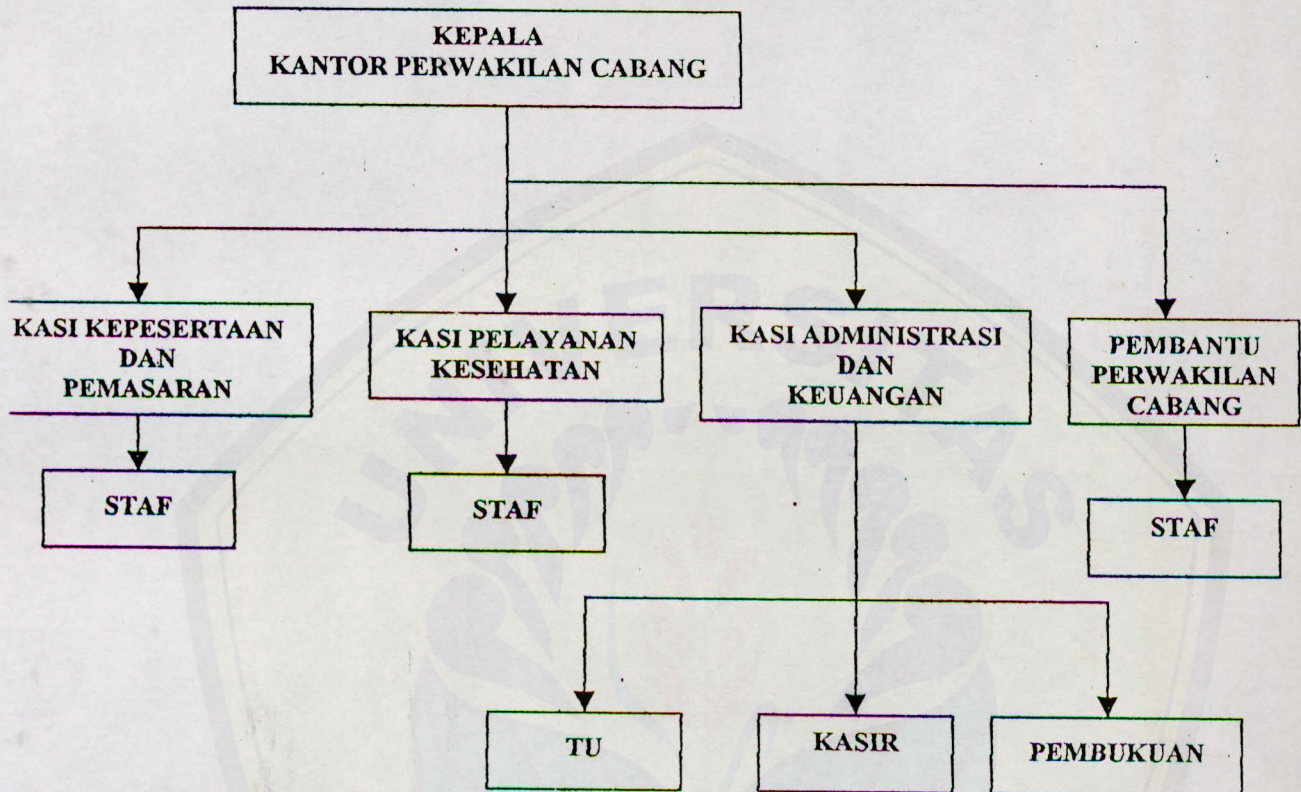 KEPALA
KANTOR PERWAKILAN CABANG
KASI KEPESERTAAN
DAN
PEMASARAN
KASI PELAYANAN
KESEHATAN
KASI ADMINISTRASI
DAN
KEUANGAN
PEMBANTU
PERWAKILAN
CABANG
STAF
STAF
STAF
TU
KASIR
PEMBUKUAN
UNIVERSITAS